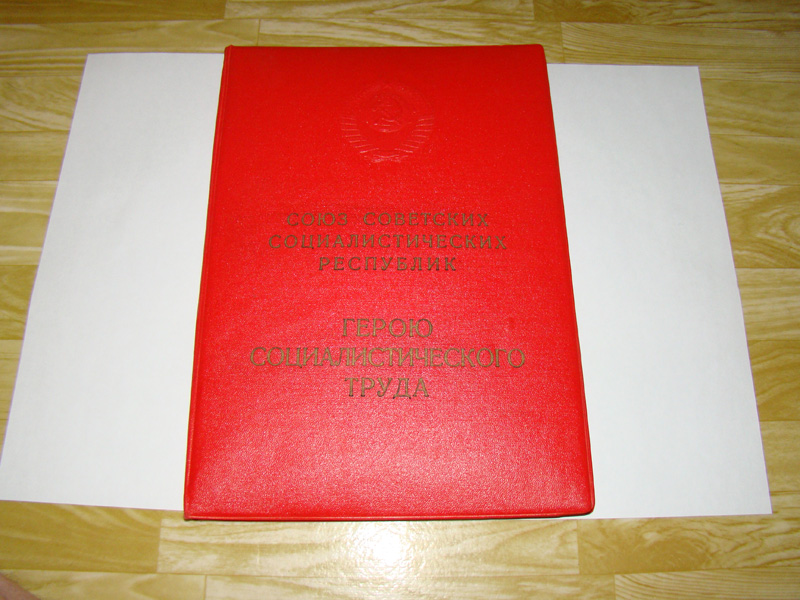 СОЮЗ СОВЕТСКИХ
СОЦИАЛИСТИЧЕСКИХ
РЕСПУБЛИК
ГЕРОЮ
СОЦИАЛИСТИЧЕСКОГО
ТРУДА